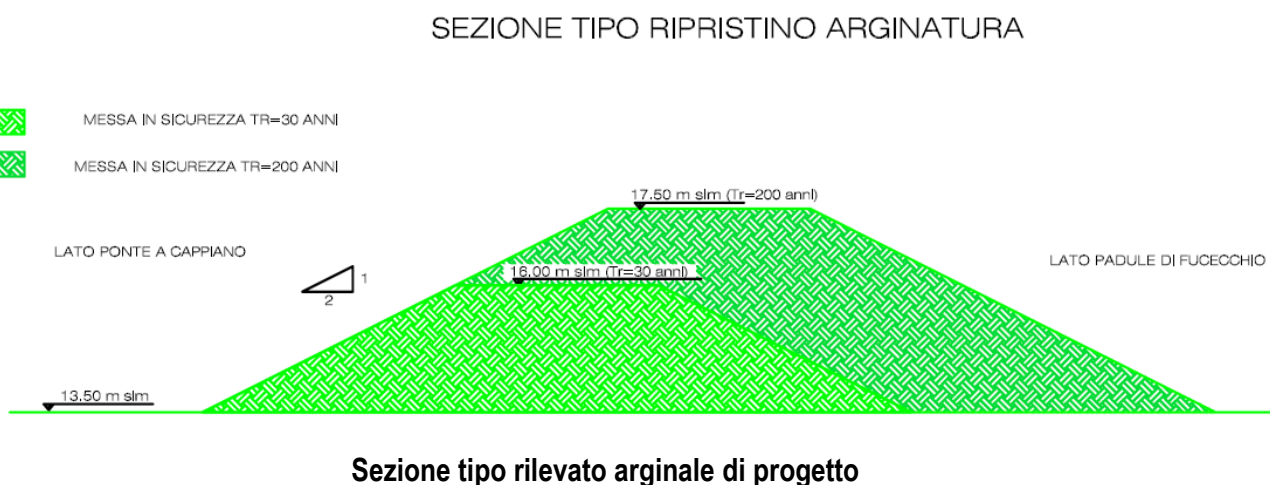 SEZIONE TIPO RIPRISTINO ARGINATURA
MESSA IN SICUREZZA TR=30 ANNI
MESSA IN SICUREZZA TR=200 ANNI
17.50 m slm (Tr=200 anni)
LATO PONTE A CAPPIANO
LATO PADULE DI FUCECCHIO
16.00 m slm (Tr=30 anni)
1
2
13.50 m slm
Sezione tipo rilevato arginale di progetto